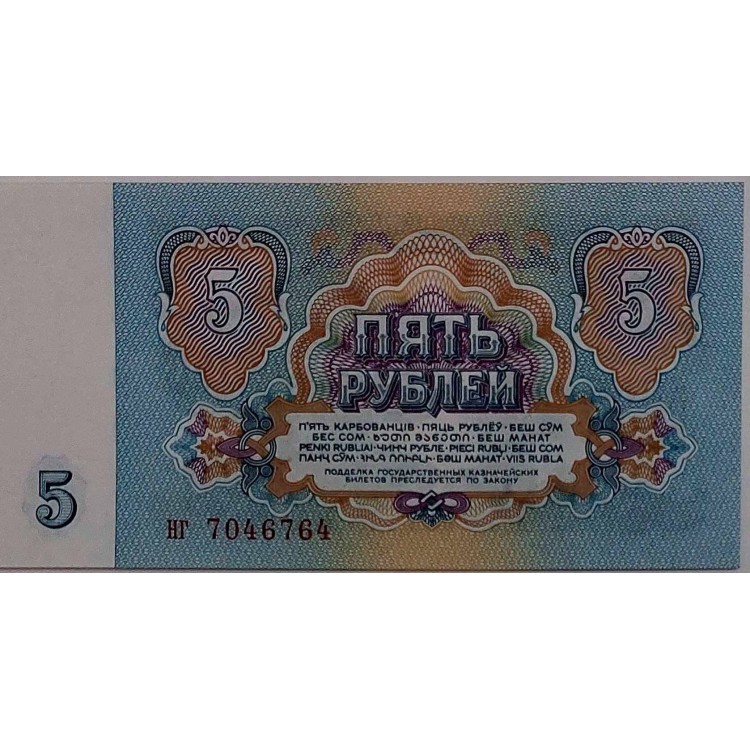 5 5
ПЯТЬ
РУБЛЕЙ
П'ЯТЬ КАРБОВАНЦІВ · ПЯЦЬ РУБЛЁЎ · БЕШ СЎМ
БЕС СОМ · ᲮᲣᲗᲘ ᲛᲐᲜᲔᲗᲘ · БЕШ МАНАТ
PENKI RUBLIAI · ЧИНЧ РУБЛЕ · PIECI RUBĻI · БЕШ СОМ
ПАНҶ СӮМ · ՀԻՆԳ ՌՈՒԲԼԻ · БӘШ МАНАТ · VIIS RUBLA
ПОДДЕЛКА ГОСУДАРСТВЕННЫХ КАЗНАЧЕЙСКИХ
БИЛЕТОВ ПРЕСЛЕДУЕТСЯ ПО ЗАКОНУ
5
нг 7046764